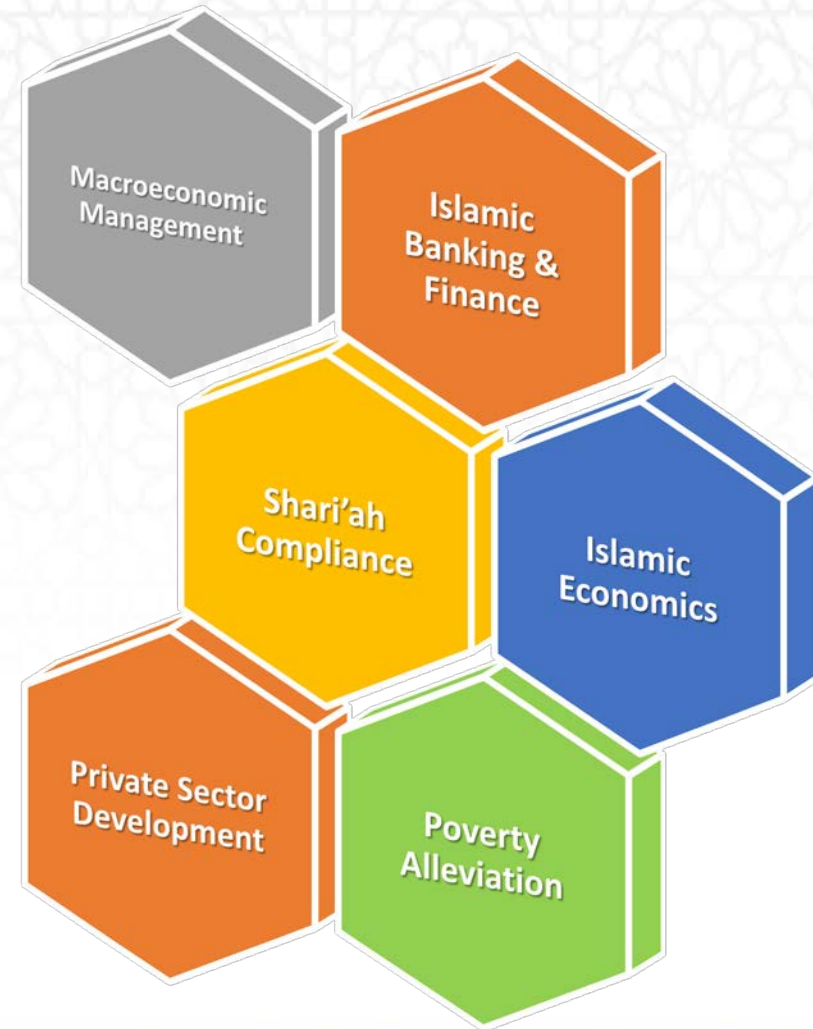 Macroeconomic
Management
Islamic
Banking &
Finance
Shari’ah
Compliance
Islamic
Economics
Private Sector
Development
Poverty
Alleviation